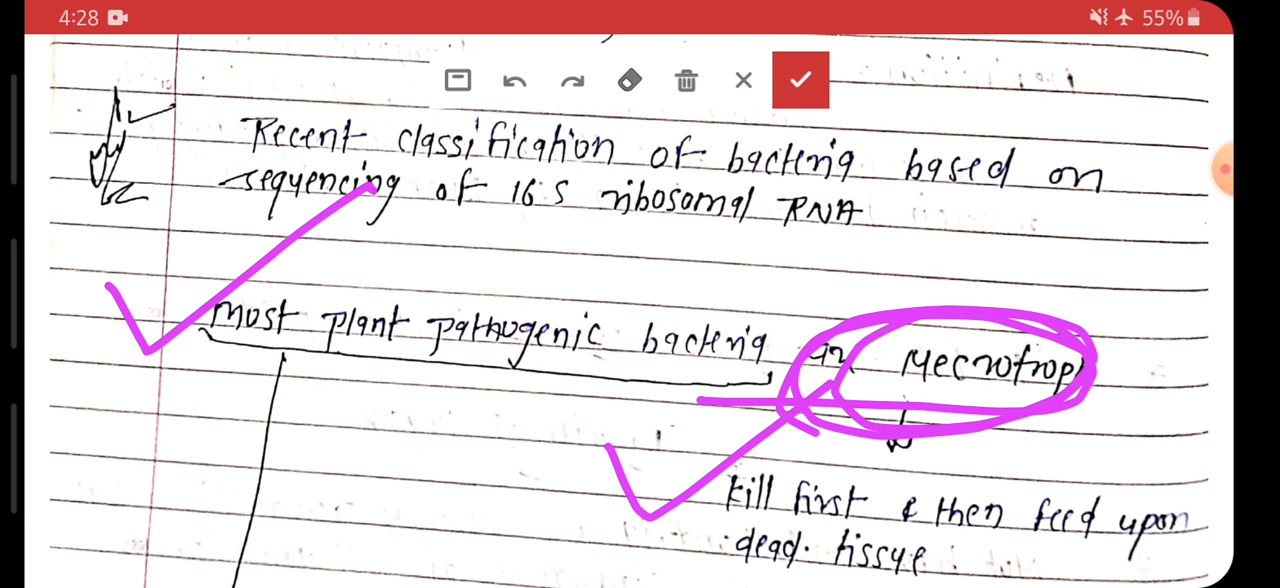 4:28
55%
Recent classification of bacteria based on
sequencing of 16 S ribosomal RNA
most plant pathogenic bacteria Necrotrop
kill first & then feed upon
dead. tissue